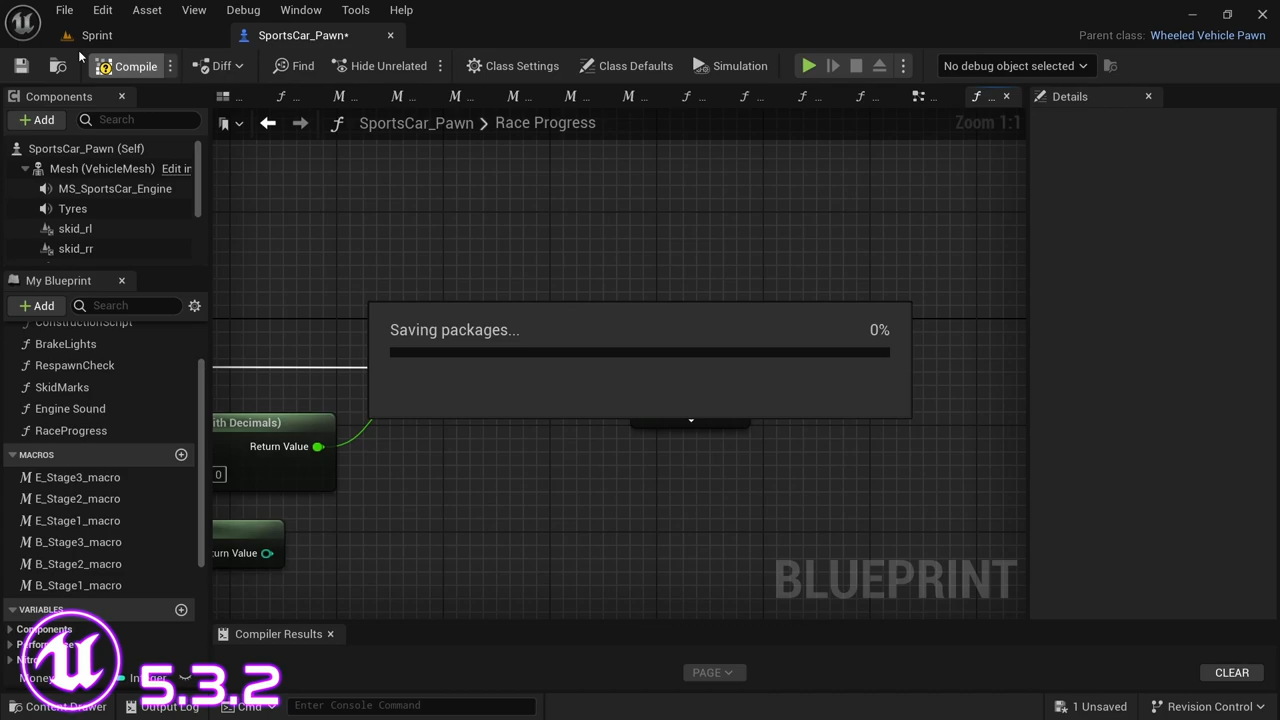 File Edit Asset View Debug Window Tools Help
Sprint SportsCar_Pawn* Parent class: Wheeled Vehicle Pawn
Compile Diff Find Hide Unrelated Class Settings Class Defaults Simulation No debug object selected
Components ... ... M ... M ... M ... M ... M ... M ... ... ... ... ... ... ... Details
+ Add Search SportsCar_Pawn > Race Progress Zoom 1:1
SportsCar_Pawn (Self)
Mesh (VehicleMesh) Edit in
MS_SportsCar_Engine
Tyres
skid_rl
skid_rr
My Blueprint
+ Add Search
ConstructionScript
BrakeLights
RespawnCheck
SkidMarks
Engine Sound
RaceProgress
MACROS
E_Stage3_macro
E_Stage2_macro
E_Stage1_macro
B_Stage3_macro
B_Stage2_macro
B_Stage1_macro
VARIABLES
Components
Nitro
Integer
Saving packages... 0%
ith Decimals)
Return Value
0
turn Value
BLUEPRINT
Compiler Results
PAGE CLEAR
5.3.2
Content Drawer Output Log Cmd Enter Console Command 1 Unsaved Revision Control